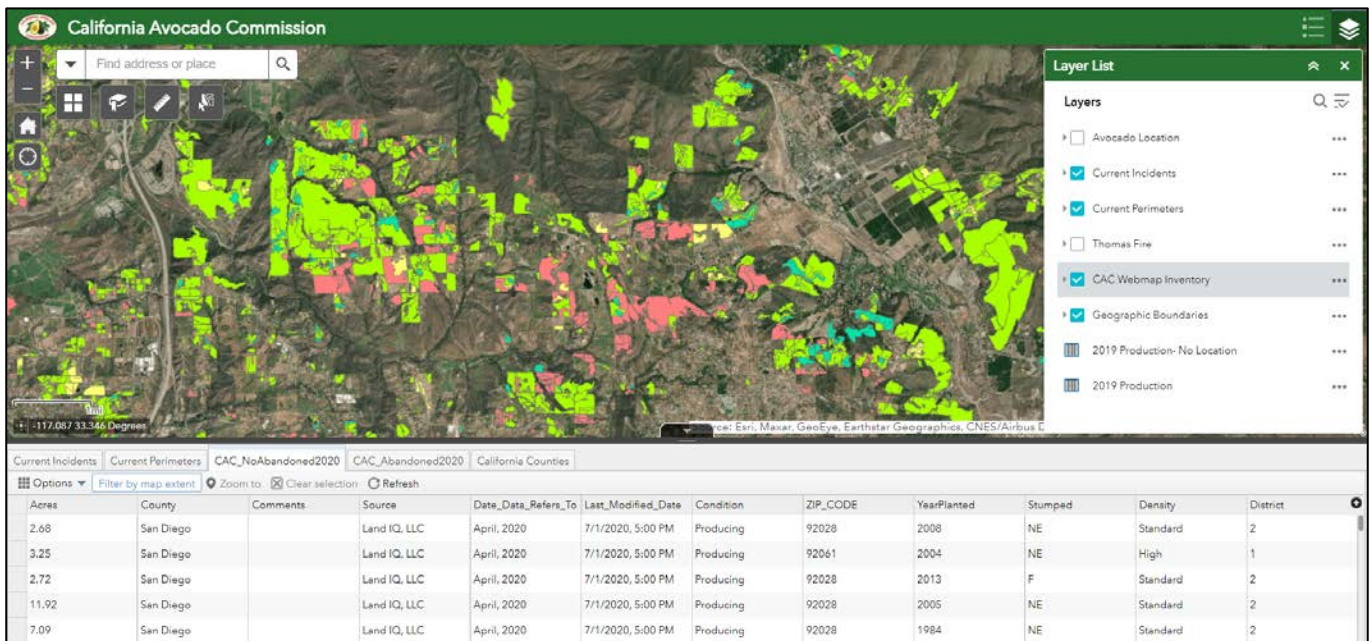 California Avocado Commission
Find address or place
Layer List
Layers
Avocado Location
Current Incidents
Current Perimeters
Thomas Fire
CAC Webmap Inventory
Geographic Boundaries
2019 Production- No Location
2019 Production
-117.087 33.346 Degrees
Esri, Maxar, GeoEye, Earthstar Geographics, CNES/Airbus D
Current Incidents Current Perimeters CAC_NoAbandoned2020 CAC_Abandoned2020 California Counties
Options Filter by map extent Zoom to Clear selection Refresh
Acres County Comments Source Date_Data_Refers_To Last_Modified_Date Condition ZIP_CODE YearPlanted Stumped Density District
2.68 San Diego Land IQ, LLC April, 2020 7/1/2020, 5:00 PM Producing 92028 2008 NE Standard 2
3.25 San Diego Land IQ, LLC April, 2020 7/1/2020, 5:00 PM Producing 92061 2004 NE High 1
2.72 San Diego Land IQ, LLC April, 2020 7/1/2020, 5:00 PM Producing 92028 2013 F Standard 2
11.92 San Diego Land IQ, LLC April, 2020 7/1/2020, 5:00 PM Producing 92028 2005 NE Standard 2
7.09 San Diego Land IQ, LLC April, 2020 7/1/2020, 5:00 PM Producing 92028 1984 NE Standard 2